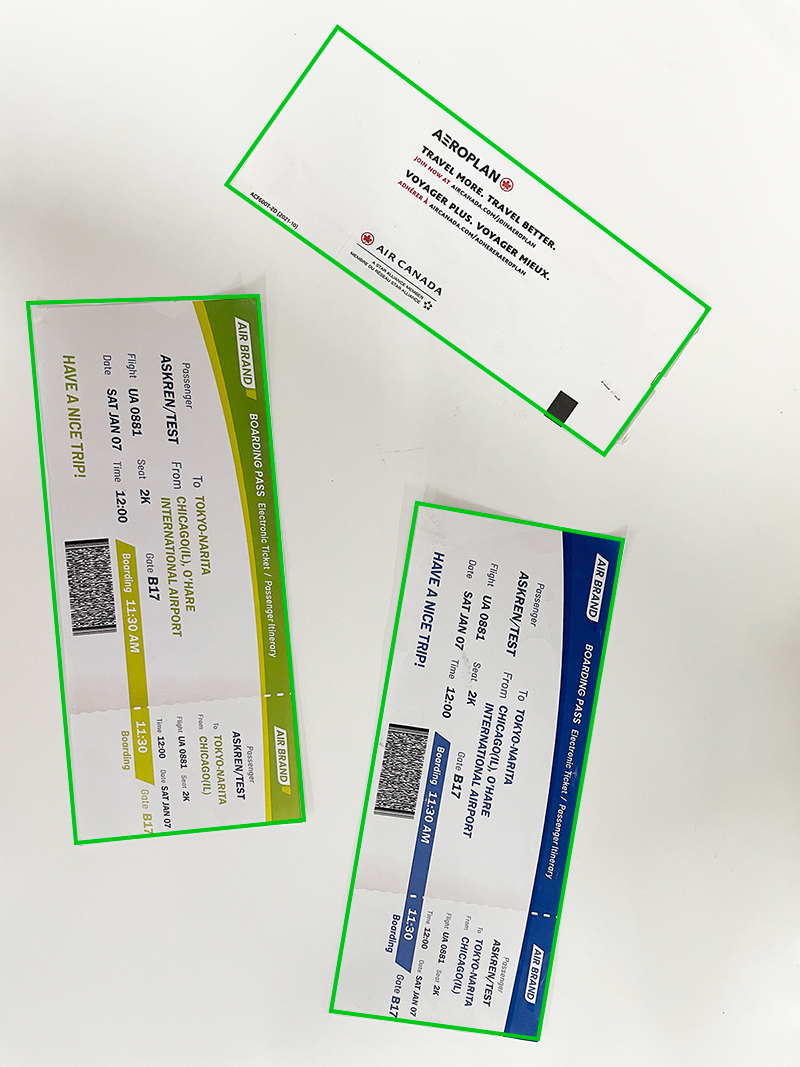 AEROPLAN
TRAVEL MORE. TRAVEL BETTER.
JOIN NOW AT AIRCANADA.COM/JOINAEROPLAN
VOYAGER PLUS. VOYAGER MIEUX.
ADHÉRER À AIRCANADA.COM/ADHERERAEROPLAN
AIR CANADA
A STAR ALLIANCE MEMBER
MEMBRE DU RÉSEAU STAR ALLIANCE
ACF600T-2D (2021-10)
AIR BRAND
BOARDING PASS Electronic Ticket / Passenger Itinerary
Passenger
ASKREN/TEST
To TOKYO-NARITA
From CHICAGO(IL), O'HARE
INTERNATIONAL AIRPORT
Flight UA 0881 Seat 2K
Gate B17
Date SAT JAN 07 Time 12:00
Boarding 11:30 AM
HAVE A NICE TRIP!
AIR BRAND
Passenger
ASKREN/TEST
To TOKYO-NARITA
From CHICAGO(IL)
Flight UA 0881 Seat 2K
Time 12:00 Date SAT JAN 07
11:30
Boarding
Gate B17
AIR BRAND
BOARDING PASS Electronic Ticket / Passenger Itinerary
Passenger
ASKREN/TEST
To TOKYO-NARITA
From CHICAGO(IL) O'HARE
INTERNATIONAL AIRPORT
Flight UA 0881 Seat 2K
Gate B17
Date SAT JAN 07 Time 12:00
Boarding 11:30 AM
HAVE A NICE TRIP!
AIR BRAND
Passenger
ASKREN/TEST
To TOKYO-NARITA
From CHICAGO(IL)
Flight UA 0881 Seat 2K
Time 12:00 Date SAT JAN 07
11:30
Boarding
Gate B17